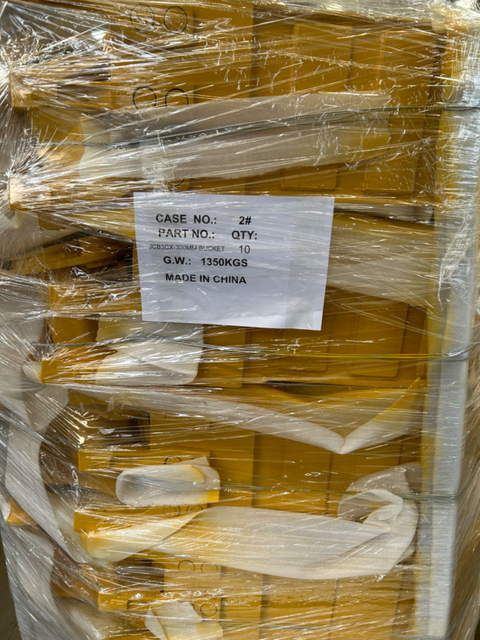 CASE NO.: 2#
PART NO.: QTY:
JCB3CX-300MM BUCKET 10
G.W.: 1350KGS
MADE IN CHINA